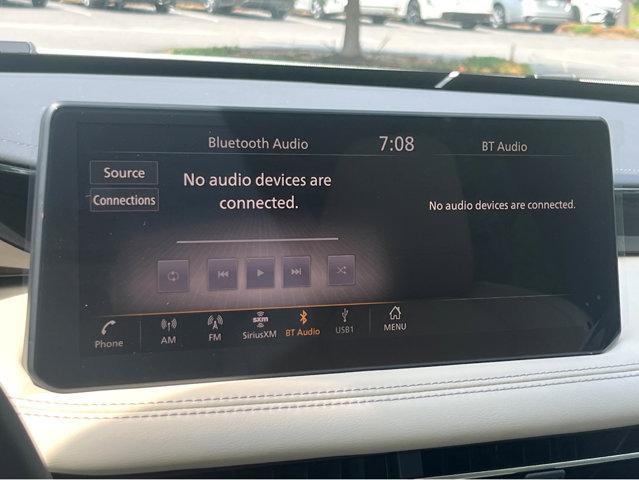 Bluetooth Audio 7:08 BT Audio
Source
Connections
No audio devices are
connected.
No audio devices are connected.
Phone AM FM SXM SiriusXM BT Audio USB1 MENU